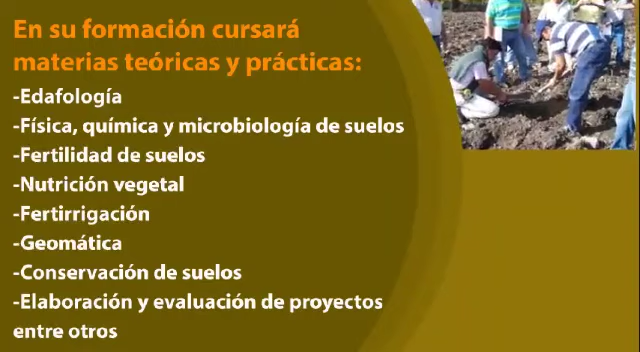 En su formación cursará
materias teóricas y prácticas:
-Edafología
-Física, química y microbiología de suelos
-Fertilidad de suelos
-Nutrición vegetal
-Fertirrigación
-Geomática
-Conservación de suelos
-Elaboración y evaluación de proyectos
entre otros